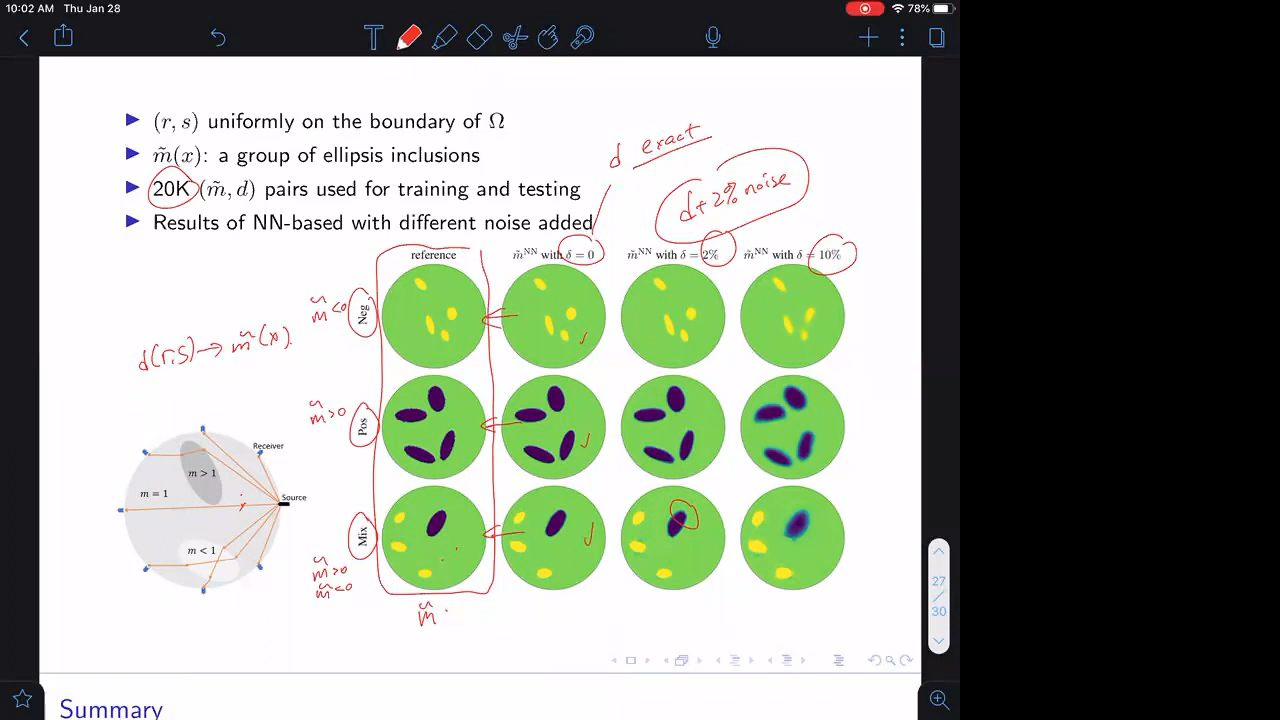 10:02 AM Thu Jan 28
78%
T
▶ (r, s) uniformly on the boundary of Ω
▶ m̃(x): a group of ellipsis inclusions
▶ 20K (m̃, d) pairs used for training and testing
▶ Results of NN-based with different noise added
d exact
d+2% noise
reference
m̃^NN with δ = 0
m̃^NN with δ = 2%
m̃^NN with δ = 10%
m̃<0
Neg
d(r,s) → m̃(x).
m̃>0
Pos
Mix
m̃>0
m̃<0
m̃
Receiver
m > 1
m = 1
Source
m < 1
27
/
30
Summary